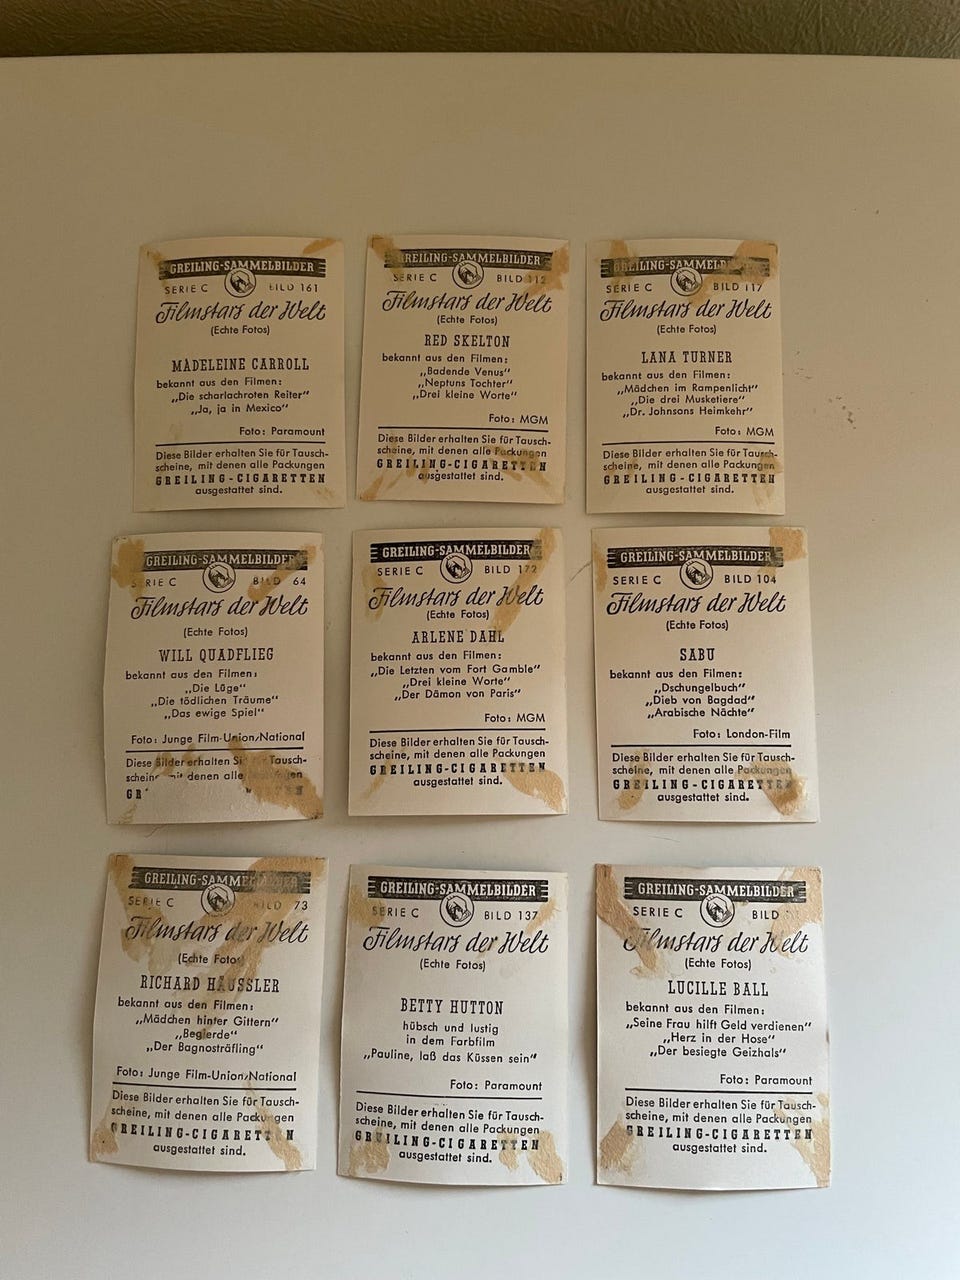 GREILING-SAMMELBILDER
SERIE C BILD 161
Filmstars der Welt
(Echte Fotos)
MADELEINE CARROLL
bekannt aus den Filmen:
„Die scharlachroten Reiter“
„Ja, ja in Mexico“
Foto: Paramount
Diese Bilder erhalten Sie für Tausch-
scheine, mit denen alle Packungen
GREILING-CIGARETTEN
ausgestattet sind.
GREILING-SAMMELBILDER
SERIE C BILD 112
Filmstars der Welt
(Echte Fotos)
RED SKELTON
bekannt aus den Filmen:
„Badende Venus“
„Neptuns Tochter“
„Drei kleine Worte“
Foto: MGM
Diese Bilder erhalten Sie für Tausch-
scheine, mit denen alle Packungen
GREILING-CIGARETTEN
ausgestattet sind.
GREILING-SAMMELBILDER
SERIE C BILD 117
Filmstars der Welt
(Echte Fotos)
LANA TURNER
bekannt aus den Filmen:
„Mädchen im Rampenlicht“
„Die drei Musketiere“
„Dr. Johnsons Heimkehr“
Foto: MGM
Diese Bilder erhalten Sie für Tausch-
scheine, mit denen alle Packungen
GREILING-CIGARETTEN
ausgestattet sind.
GREILING-SAMMELBILDER
SERIE C BILD 64
Filmstars der Welt
(Echte Fotos)
WILL QUADFLIEG
bekannt aus den Filmen:
„Die Lüge“
„Die tödlichen Träume“
„Das ewige Spiel“
Foto: Junge Film-Union/National
Diese Bilder erhalten Sie für Tausch-
scheine mit denen alle Packungen
GREILING-SAMMELBILDER
SERIE C BILD 172
Filmstars der Welt
(Echte Fotos)
ARLENE DAHL
bekannt aus den Filmen:
„Die Letzten vom Fort Gamble“
„Drei kleine Worte“
„Der Dämon von Paris“
Foto: MGM
Diese Bilder erhalten Sie für Tausch-
scheine, mit denen alle Packungen
GREILING-CIGARETTEN
ausgestattet sind.
GREILING-SAMMELBILDER
SERIE C BILD 104
Filmstars der Welt
(Echte Fotos)
SABU
bekannt aus den Filmen:
„Dschungelbuch“
„Dieb von Bagdad“
„Arabische Nächte“
Foto: London-Film
Diese Bilder erhalten Sie für Tausch-
scheine, mit denen alle Packungen
GREILING-CIGARETTEN
ausgestattet sind.
GREILING-SAMMELBILDER
SERIE C BILD 73
Filmstars der Welt
(Echte Fotos)
RICHARD HÄUSSLER
bekannt aus den Filmen:
„Mädchen hinter Gittern“
„Begierde“
„Der Bagnosträfling“
Foto: Junge Film-Union/National
Diese Bilder erhalten Sie für Tausch-
scheine, mit denen alle Packungen
GREILING-CIGARETTEN
ausgestattet sind.
GREILING-SAMMELBILDER
SERIE C BILD 137
Filmstars der Welt
(Echte Fotos)
BETTY HUTTON
hübsch und lustig
in dem Farbfilm
„Pauline, laß das Küssen sein“
Foto: Paramount
Diese Bilder erhalten Sie für Tausch-
scheine, mit denen alle Packungen
GREILING-CIGARETTEN
ausgestattet sind.
GREILING-SAMMELBILDER
SERIE C BILD
Filmstars der Welt
(Echte Fotos)
LUCILLE BALL
bekannt aus den Filmen:
„Seine Frau hilft Geld verdienen“
„Herz in der Hose“
„Der besiegte Geizhals“
Foto: Paramount
Diese Bilder erhalten Sie für Tausch-
scheine, mit denen alle Packungen
GREILING-CIGARETTEN
ausgestattet sind.